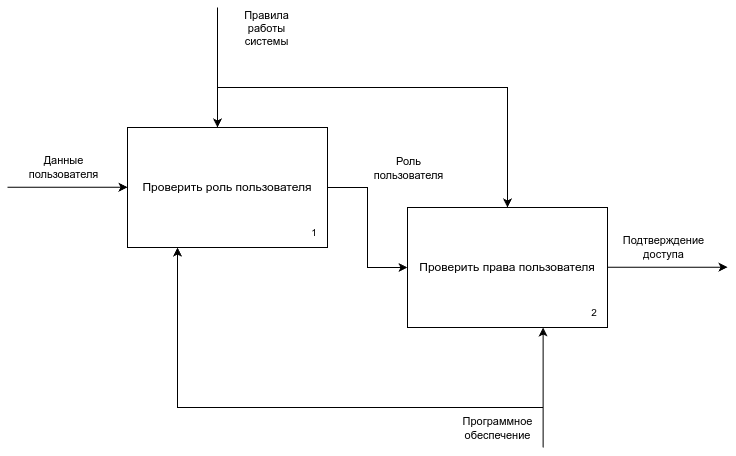 Правила
работы
системы
Данные
пользователя
Проверить роль пользователя
1
Роль
пользователя
Проверить права пользователя
2
Подтверждение
доступа
Программное
обеспечение